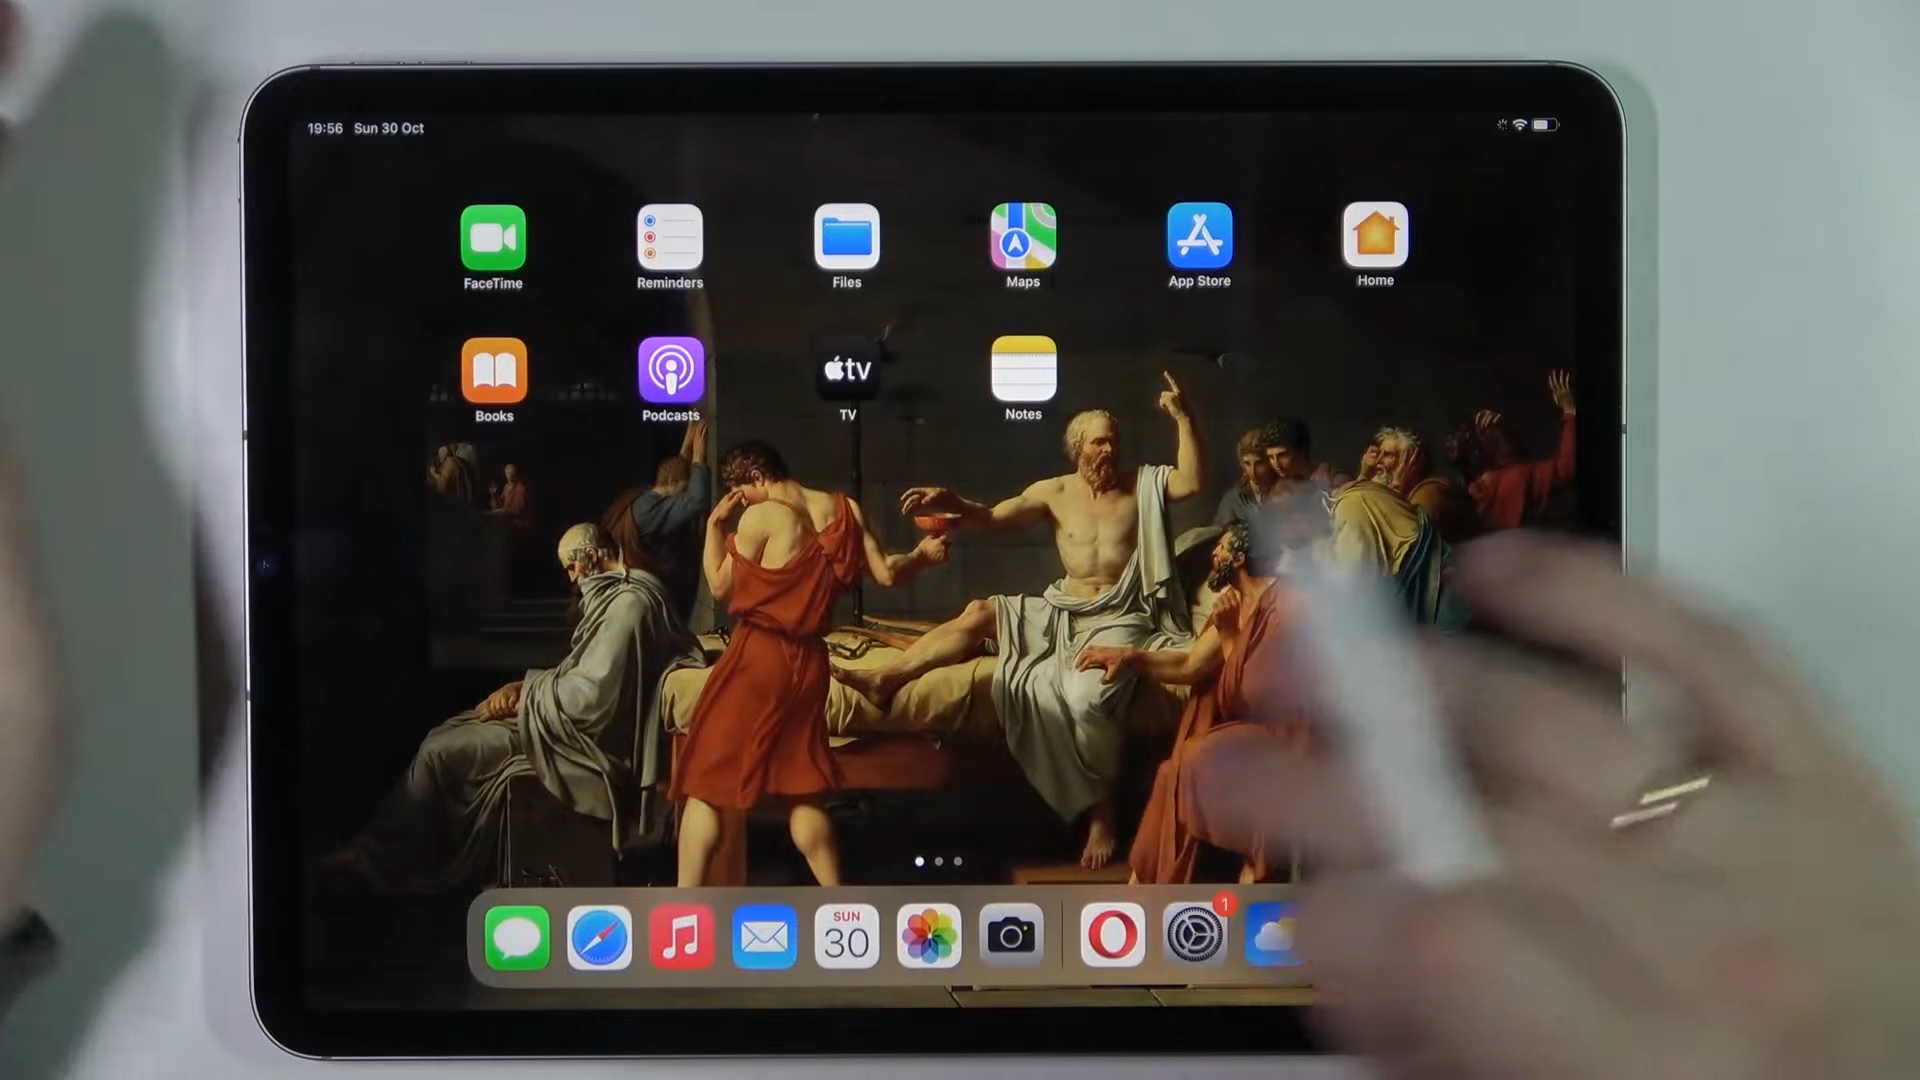 19:56 Sun 30 Oct
FaceTime
Reminders
Files
Maps
App Store
Home
Books
Podcasts
tv
TV
Notes
SUN
30
1